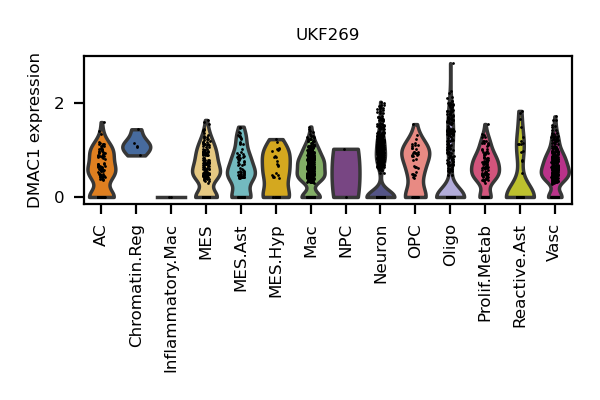 UKF269
DMAC1 expression
2
0
AC
Chromatin.Reg
Inflammatory.Mac
MES
MES.Ast
MES.Hyp
Mac
NPC
Neuron
OPC
Oligo
Prolif.Metab
Reactive.Ast
Vasc